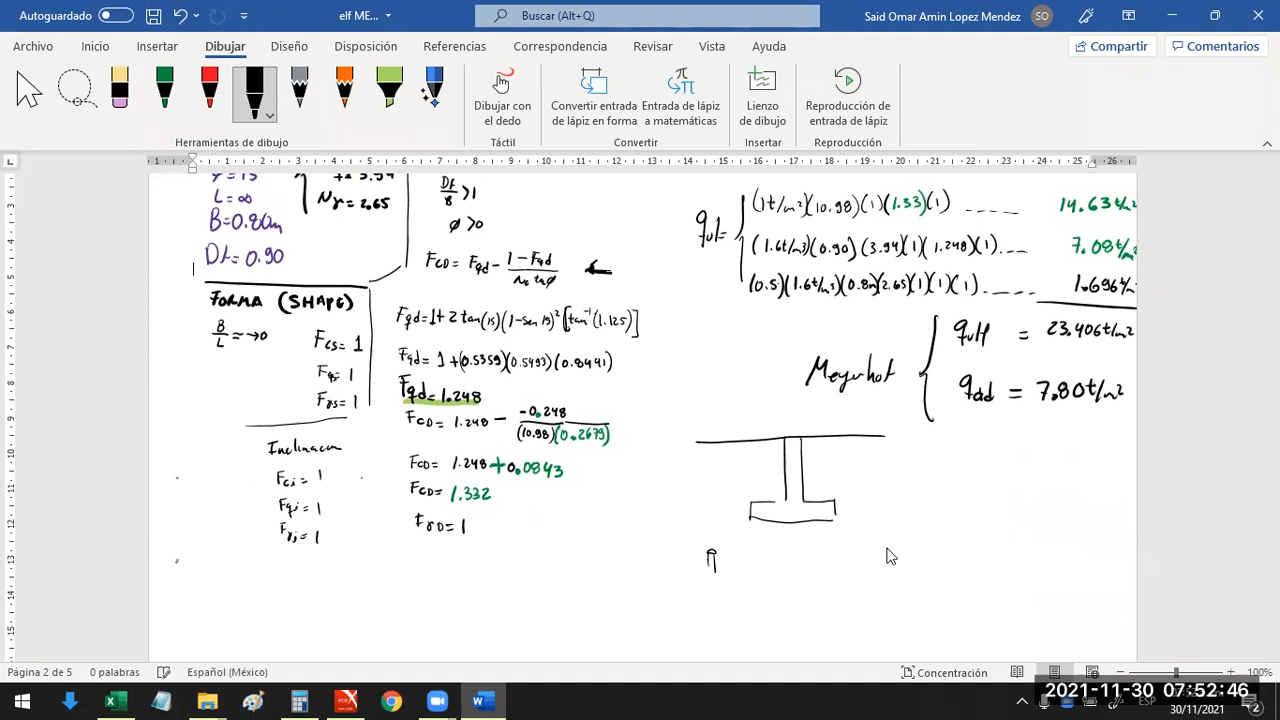 Autoguardado
elf ME...
Buscar (Alt+Q)
Said Omar Amin Lopez Mendez
SO
Archivo Inicio Insertar Dibujar Diseño Disposición Referencias Correspondencia Revisar Vista Ayuda
Compartir Comentarios
Dibujar con el dedo
Convertir entrada de lápiz en forma
Entrada de lápiz a matemáticas
Lienzo de dibujo
Reproducción de entrada de lápiz
Herramientas de dibujo Táctil Convertir Insertar Reproducción
L = ∞
B = 0.80m
Df = 0.90
Nγ = 2.65
FORMA (SHAPE)
B/L ≈ → 0
Fcs = 1
Fqs = 1
Fγs = 1
Inclinacion
Fci = 1
Fqi = 1
Fγi = 1
Df/B > 1
φ > 0
FCD = Fqd - (1 - Fqd)/(Nc tan φ)
Fqd = 1 + 2 tan(15)(1 - Sen 15)² [tan⁻¹(1.125)]
Fqd = 1 + (0.5359)(0.5493)(0.8441)
Fqd = 1.248
FCD = 1.248 - (-0.248)/((10.98)(0.2679))
FCD = 1.248 + 0.0843
FCD = 1.332
FγD = 1
qult =
(1t/m²)(10.98)(1)(1.33)(1) ---- 14.63t/m²
(1.6t/m³)(0.90)(3.94)(1)(1.248)(1)... 7.08t/m²
(0.5)(1.6t/m³)(0.8m)(2.65)(1)(1)(1) ---- 1.696t/m²
Meyerhof
qult = 23.406t/m²
qad = 7.80t/m²
Página 2 de 5 0 palabras Español (México)
Concentración
100%
2021-11-30 07:52:46
ESP
30/11/2021
2